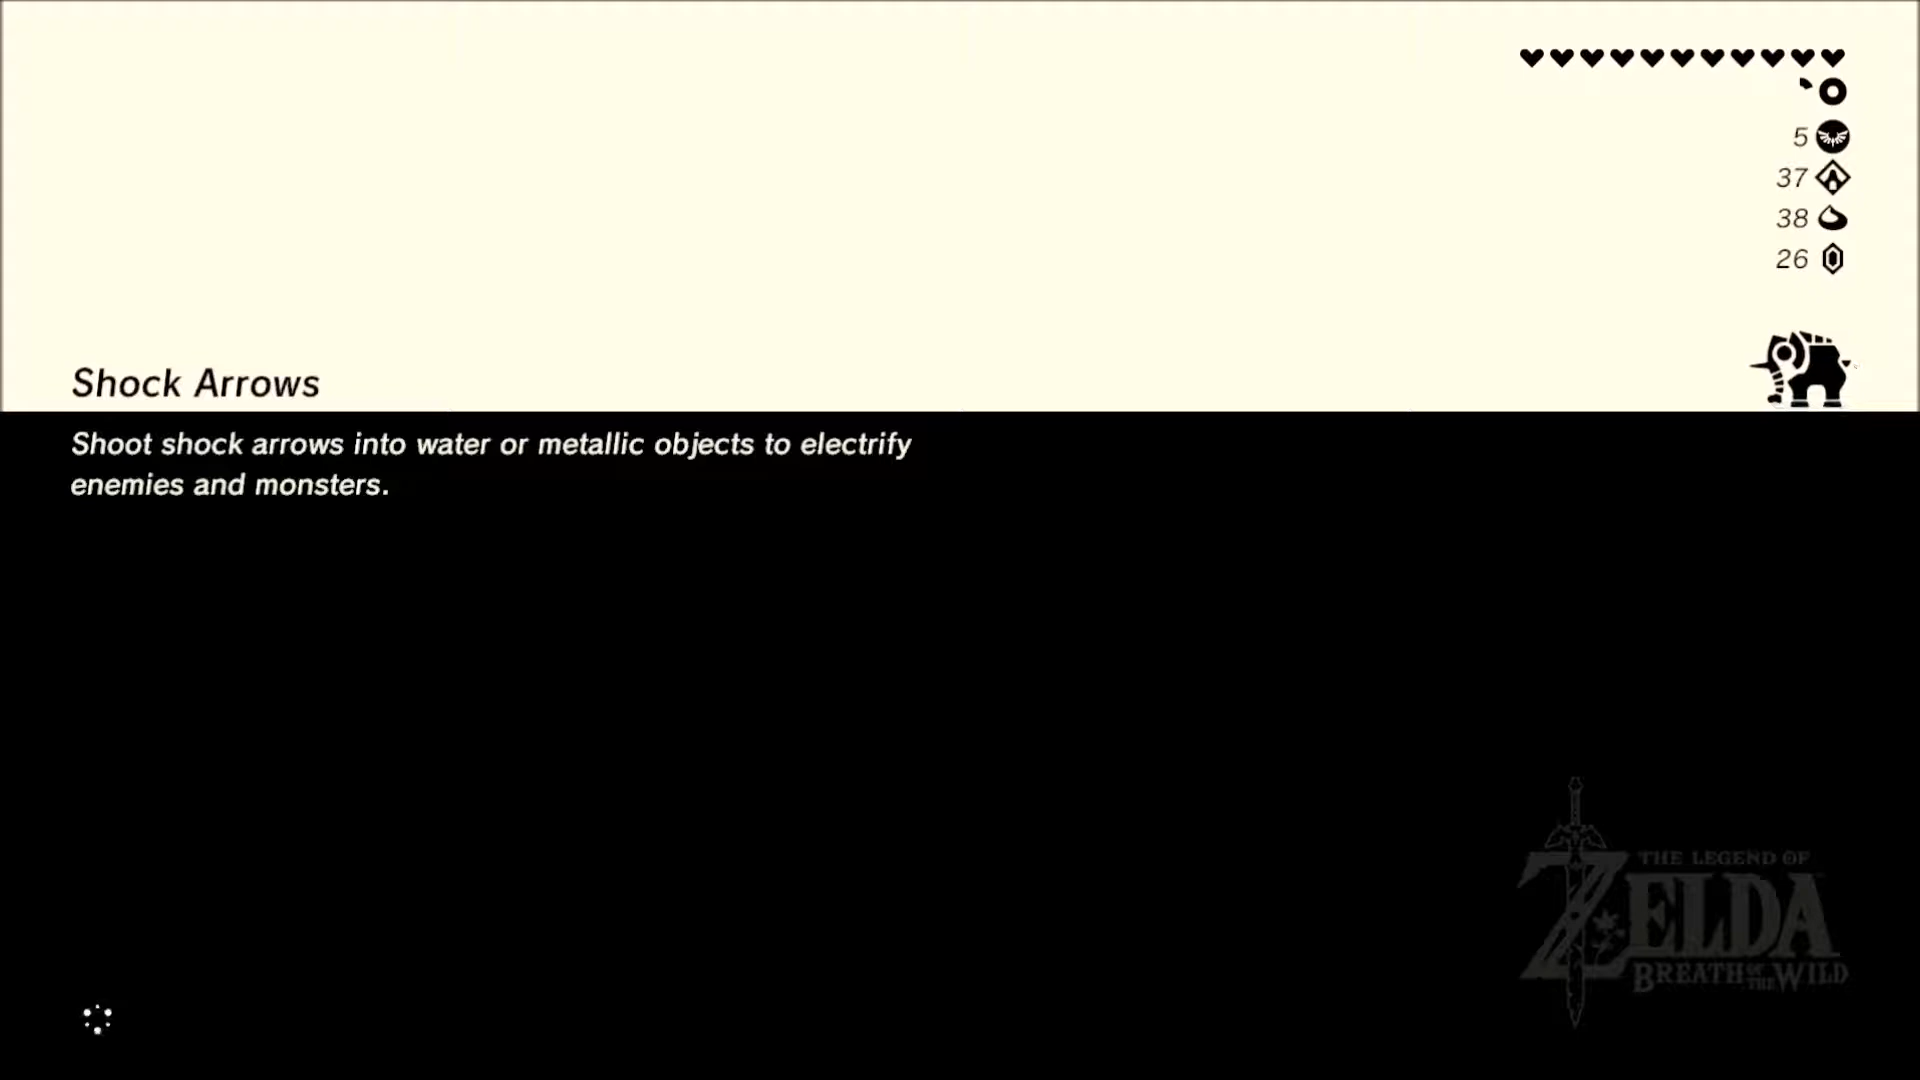 5
37
38
26
Shock Arrows
Shoot shock arrows into water or metallic objects to electrify
enemies and monsters.
THE LEGEND OF
ZELDA
BREATH OF THE WILD